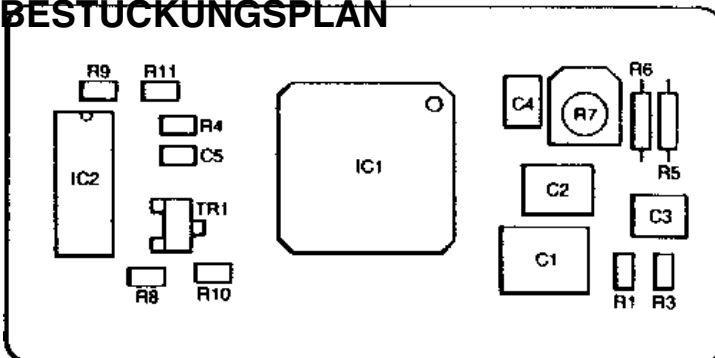 BESTUCKUNGSPLAN
R9 R11
R4
C5
IC2
TR1
R8 R10
IC1
C4
R7
R6
R5
C2
C3
C1
R1 R3